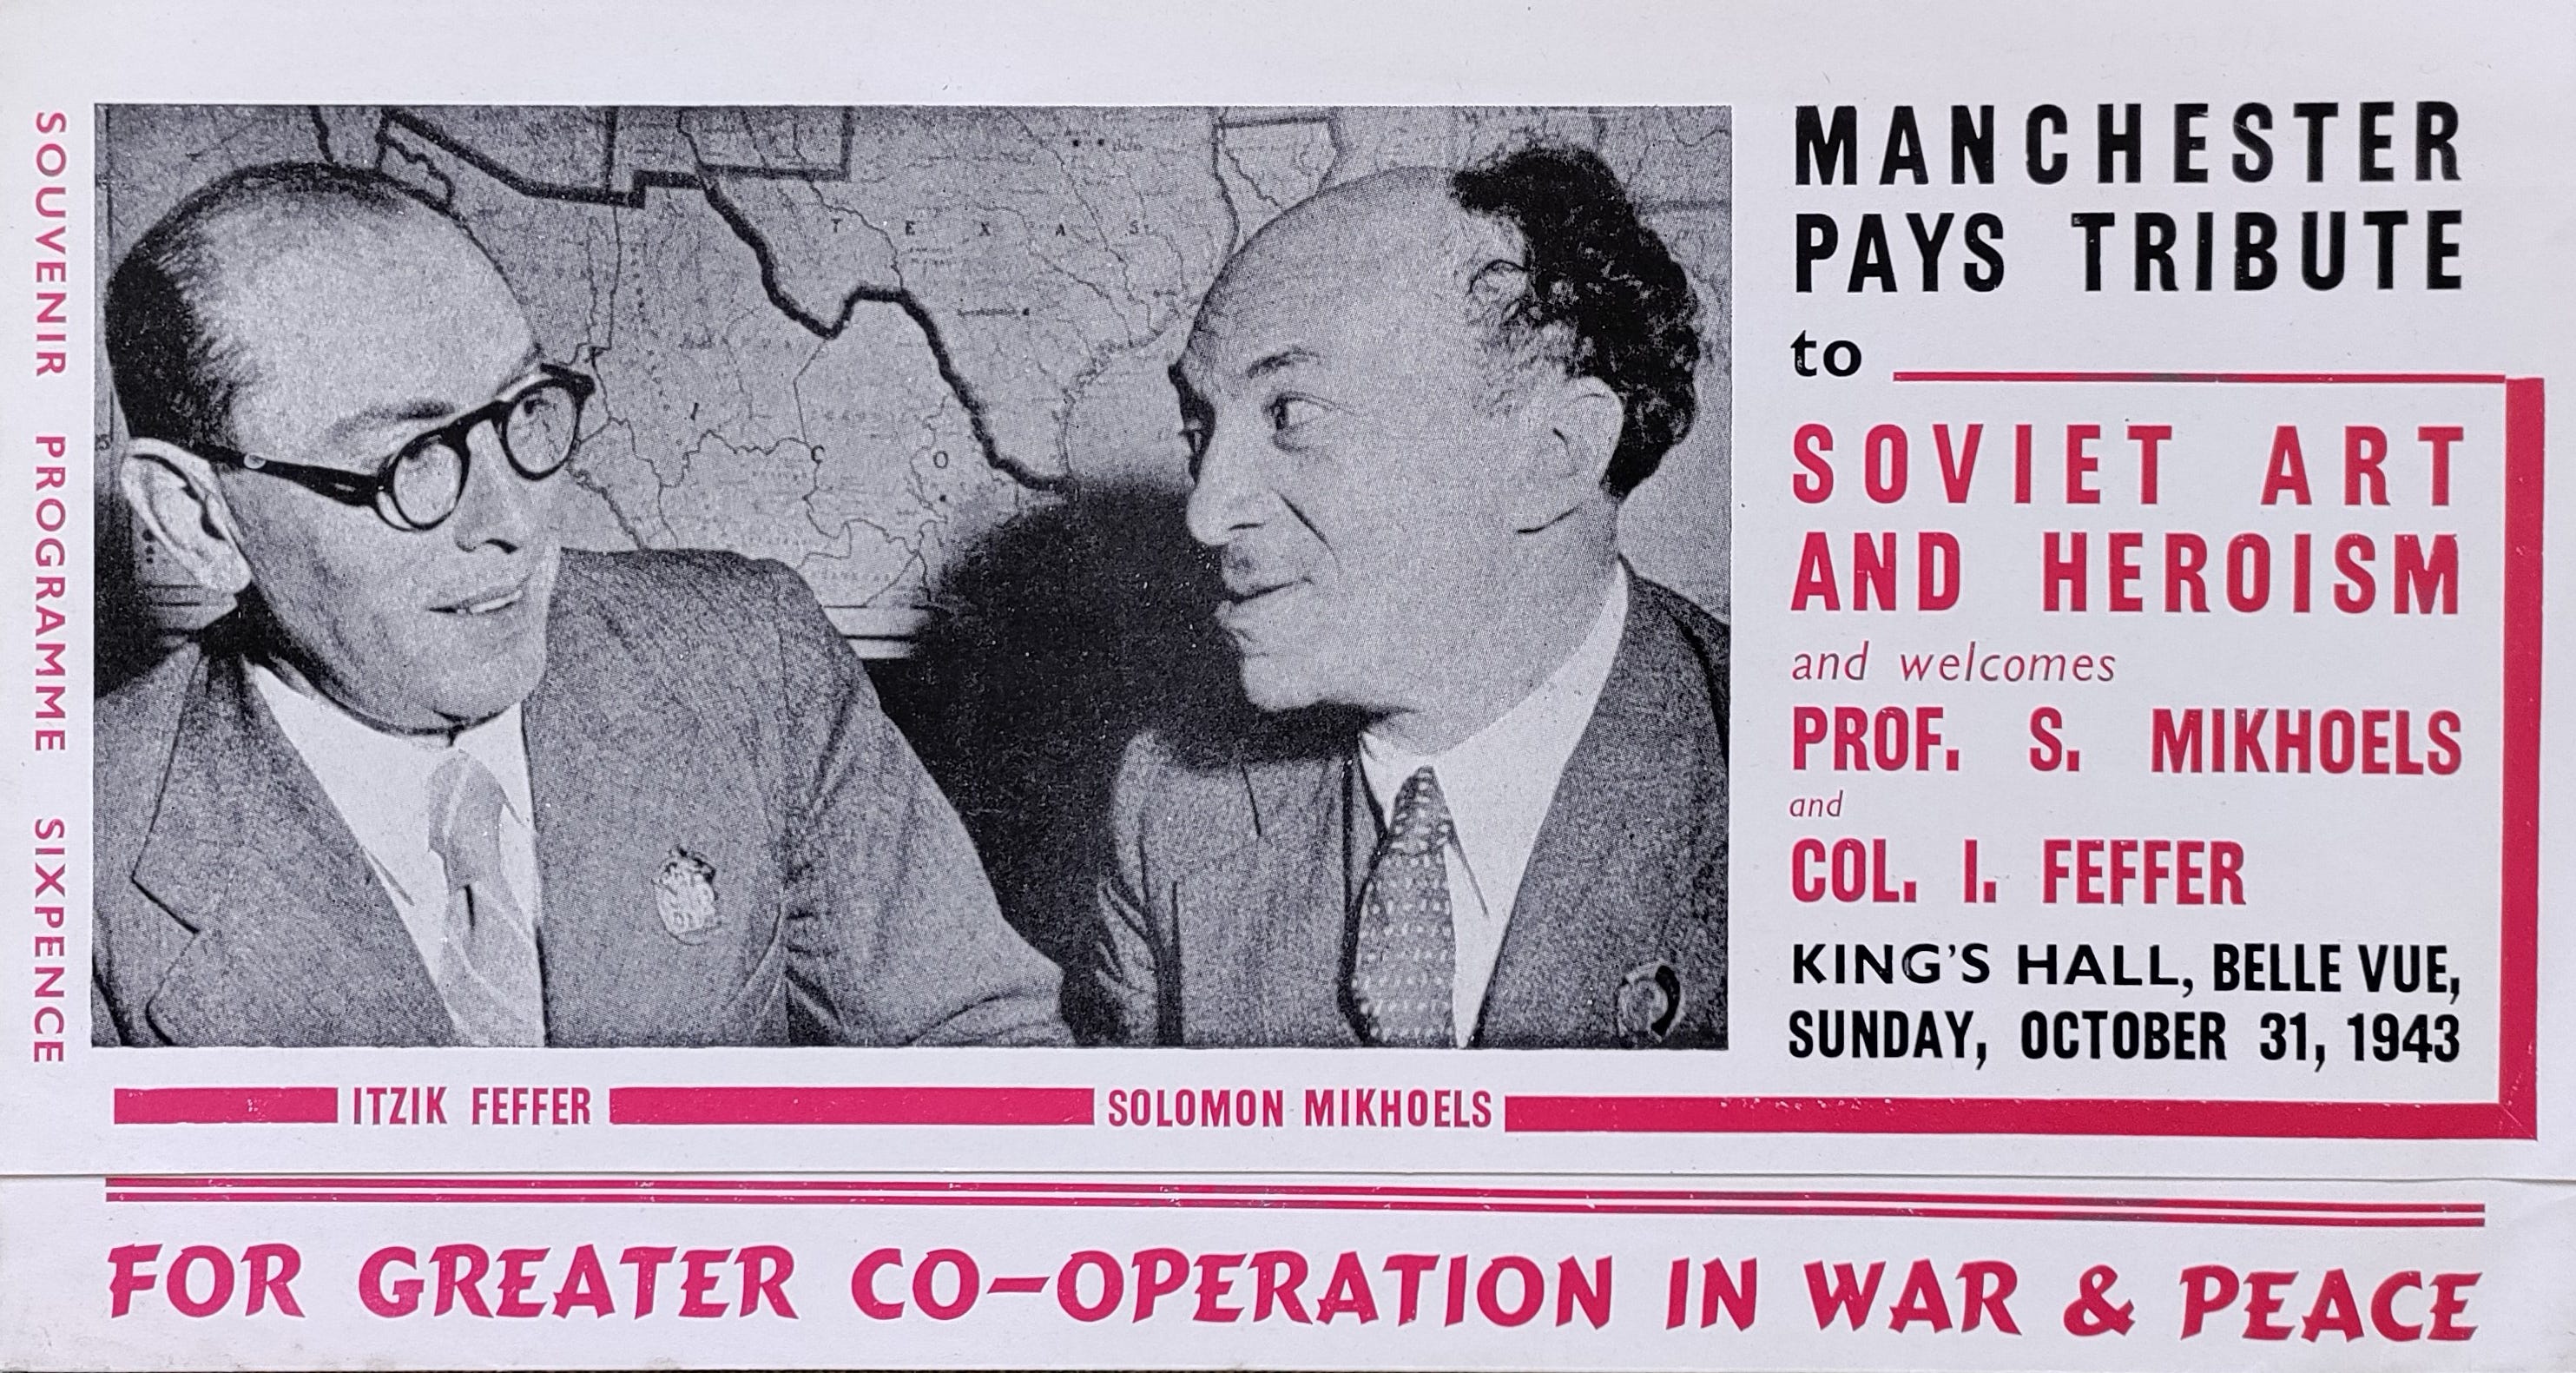 SOUVENIR PROGRAMME SIXPENCE
TEXAS
MANCHESTER
PAYS TRIBUTE
to
SOVIET ART
AND HEROISM
and welcomes
PROF. S. MIKHOELS
and
COL. I. FEFFER
KING'S HALL, BELLE VUE,
SUNDAY, OCTOBER 31, 1943
ITZIK FEFFER
SOLOMON MIKHOELS
FOR GREATER CO-OPERATION IN WAR & PEACE